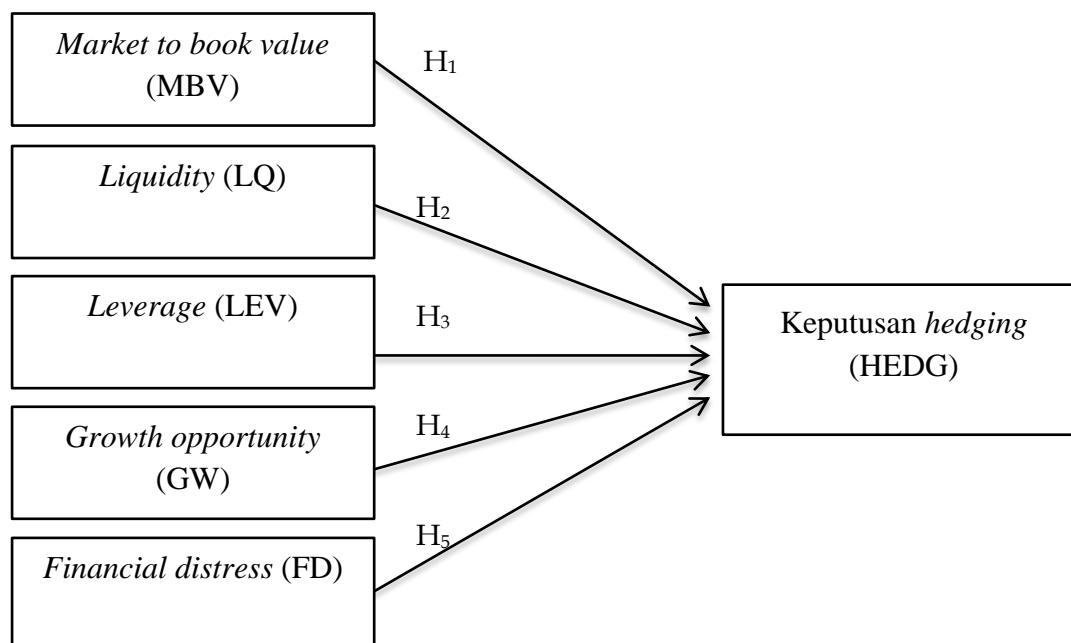 Market to book value
(MBV)
H₁
Liquidity (LQ)
H₂
Leverage (LEV)
H₃
Keputusan hedging
(HEDG)
Growth opportunity
(GW)
H₄
Financial distress (FD)
H₅